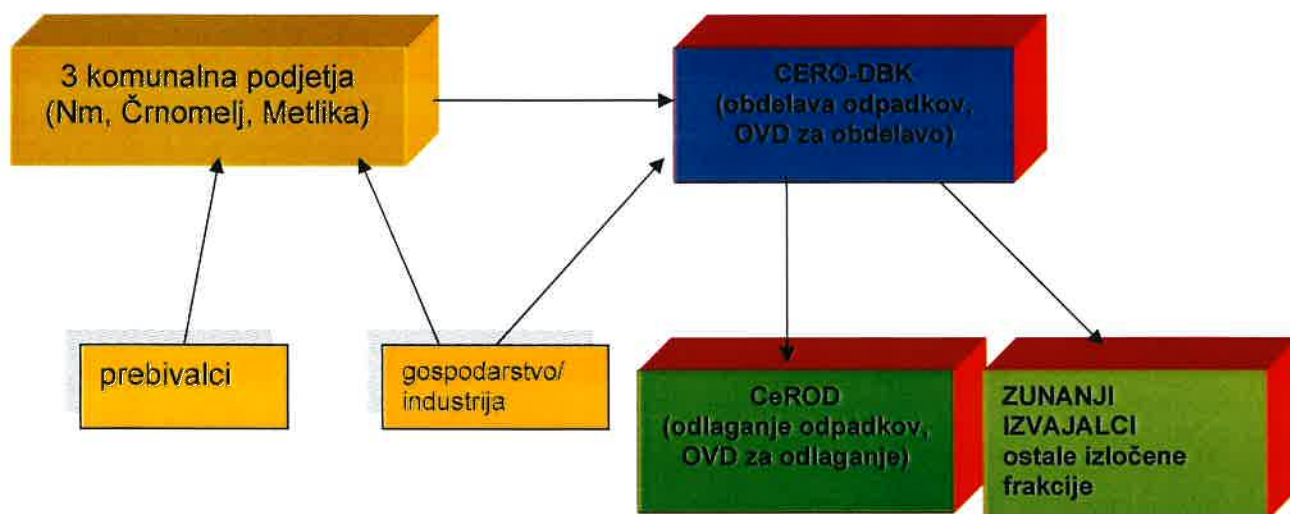 3 komunalna podjetja
(Nm, Črnomelj, Metlika)
CERO-DBK
(obdelava odpadkov,
OVD za obdelavo)
prebivalci
gospodarstvo/
industrija
CeROD
(odlaganje odpadkov,
OVD za odlaganje)
ZUNANJI
IZVAJALCI
ostale izločene
frakcije